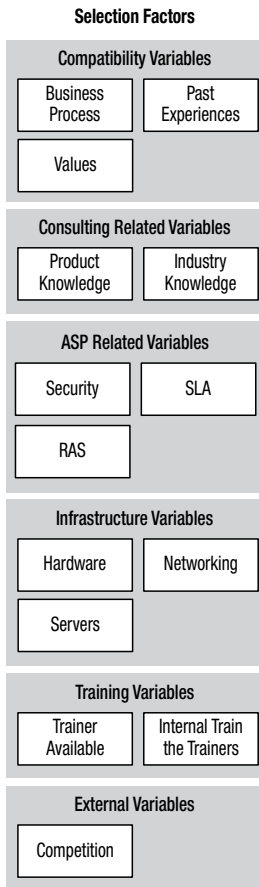 Selection Factors
Compatibility Variables
Business
Process
Past
Experiences
Values
Consulting Related Variables
Product
Knowledge
Industry
Knowledge
ASP Related Variables
Security
SLA
RAS
Infrastructure Variables
Hardware
Networking
Servers
Training Variables
Trainer
Available
Internal Train
the Trainers
External Variables
Competition